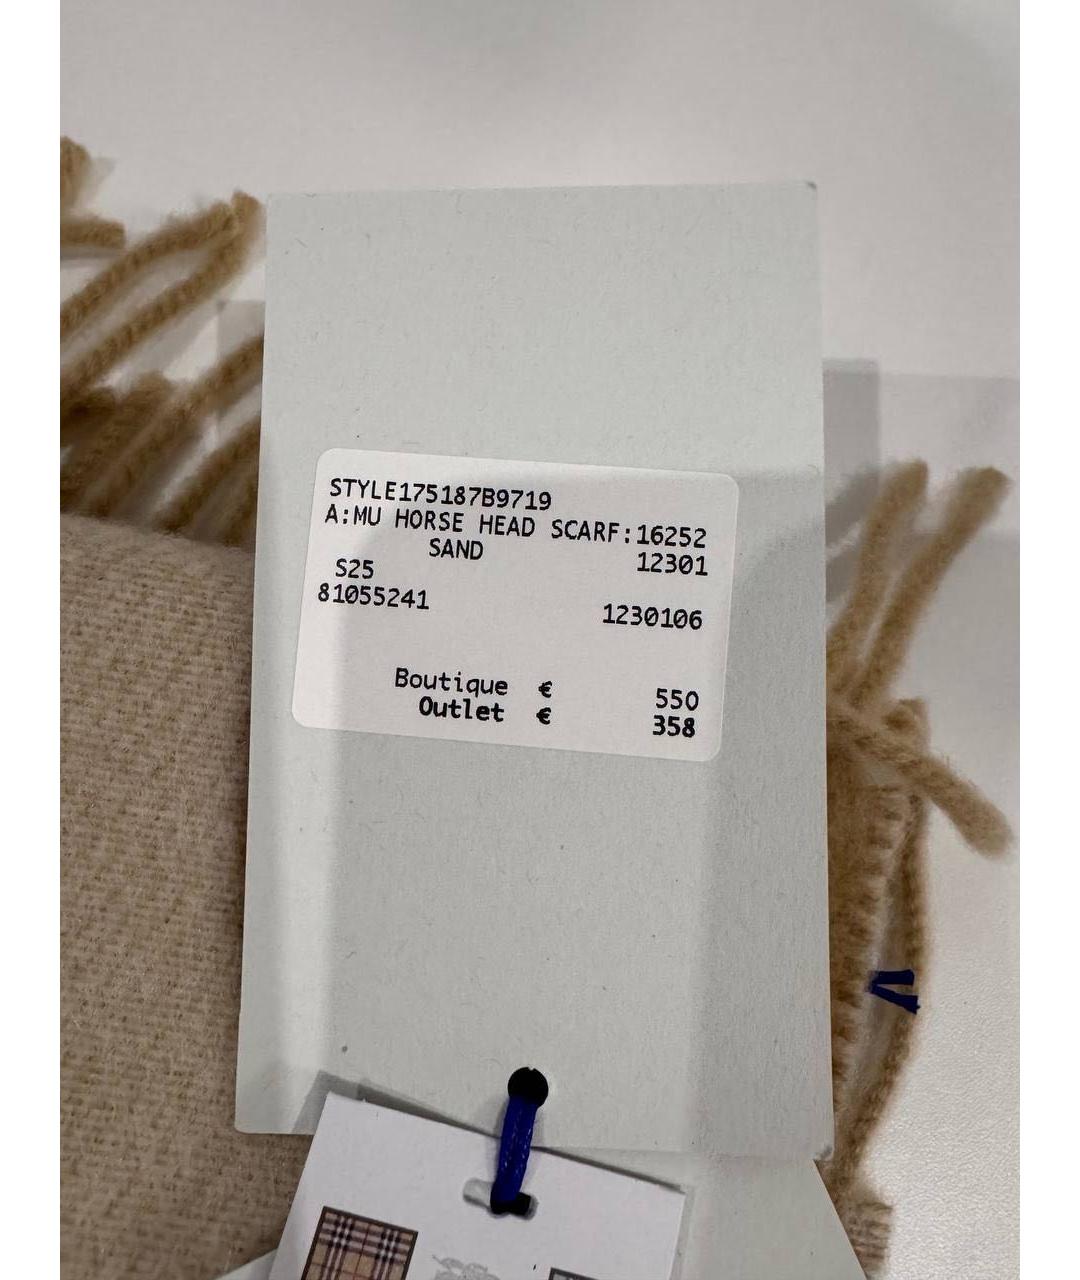 STYLE175187B9719
A:MU HORSE HEAD SCARF:16252
SAND 12301
S25
81055241 1230106
Boutique € 550
Outlet € 358